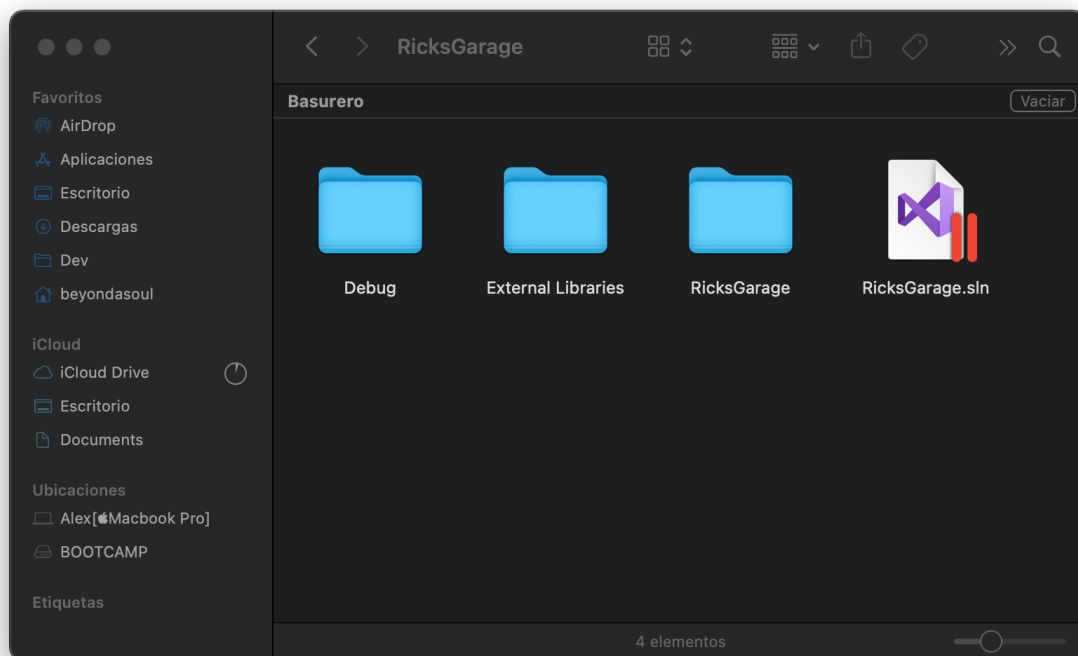 RicksGarage
Favoritos
AirDrop
Aplicaciones
Escritorio
Descargas
Dev
beyondasoul
iCloud
iCloud Drive
Escritorio
Documents
Ubicaciones
Alex[Macbook Pro]
BOOTCAMP
Etiquetas
Basurero
Vaciar
Debug
External Libraries
RicksGarage
RicksGarage.sln
4 elementos